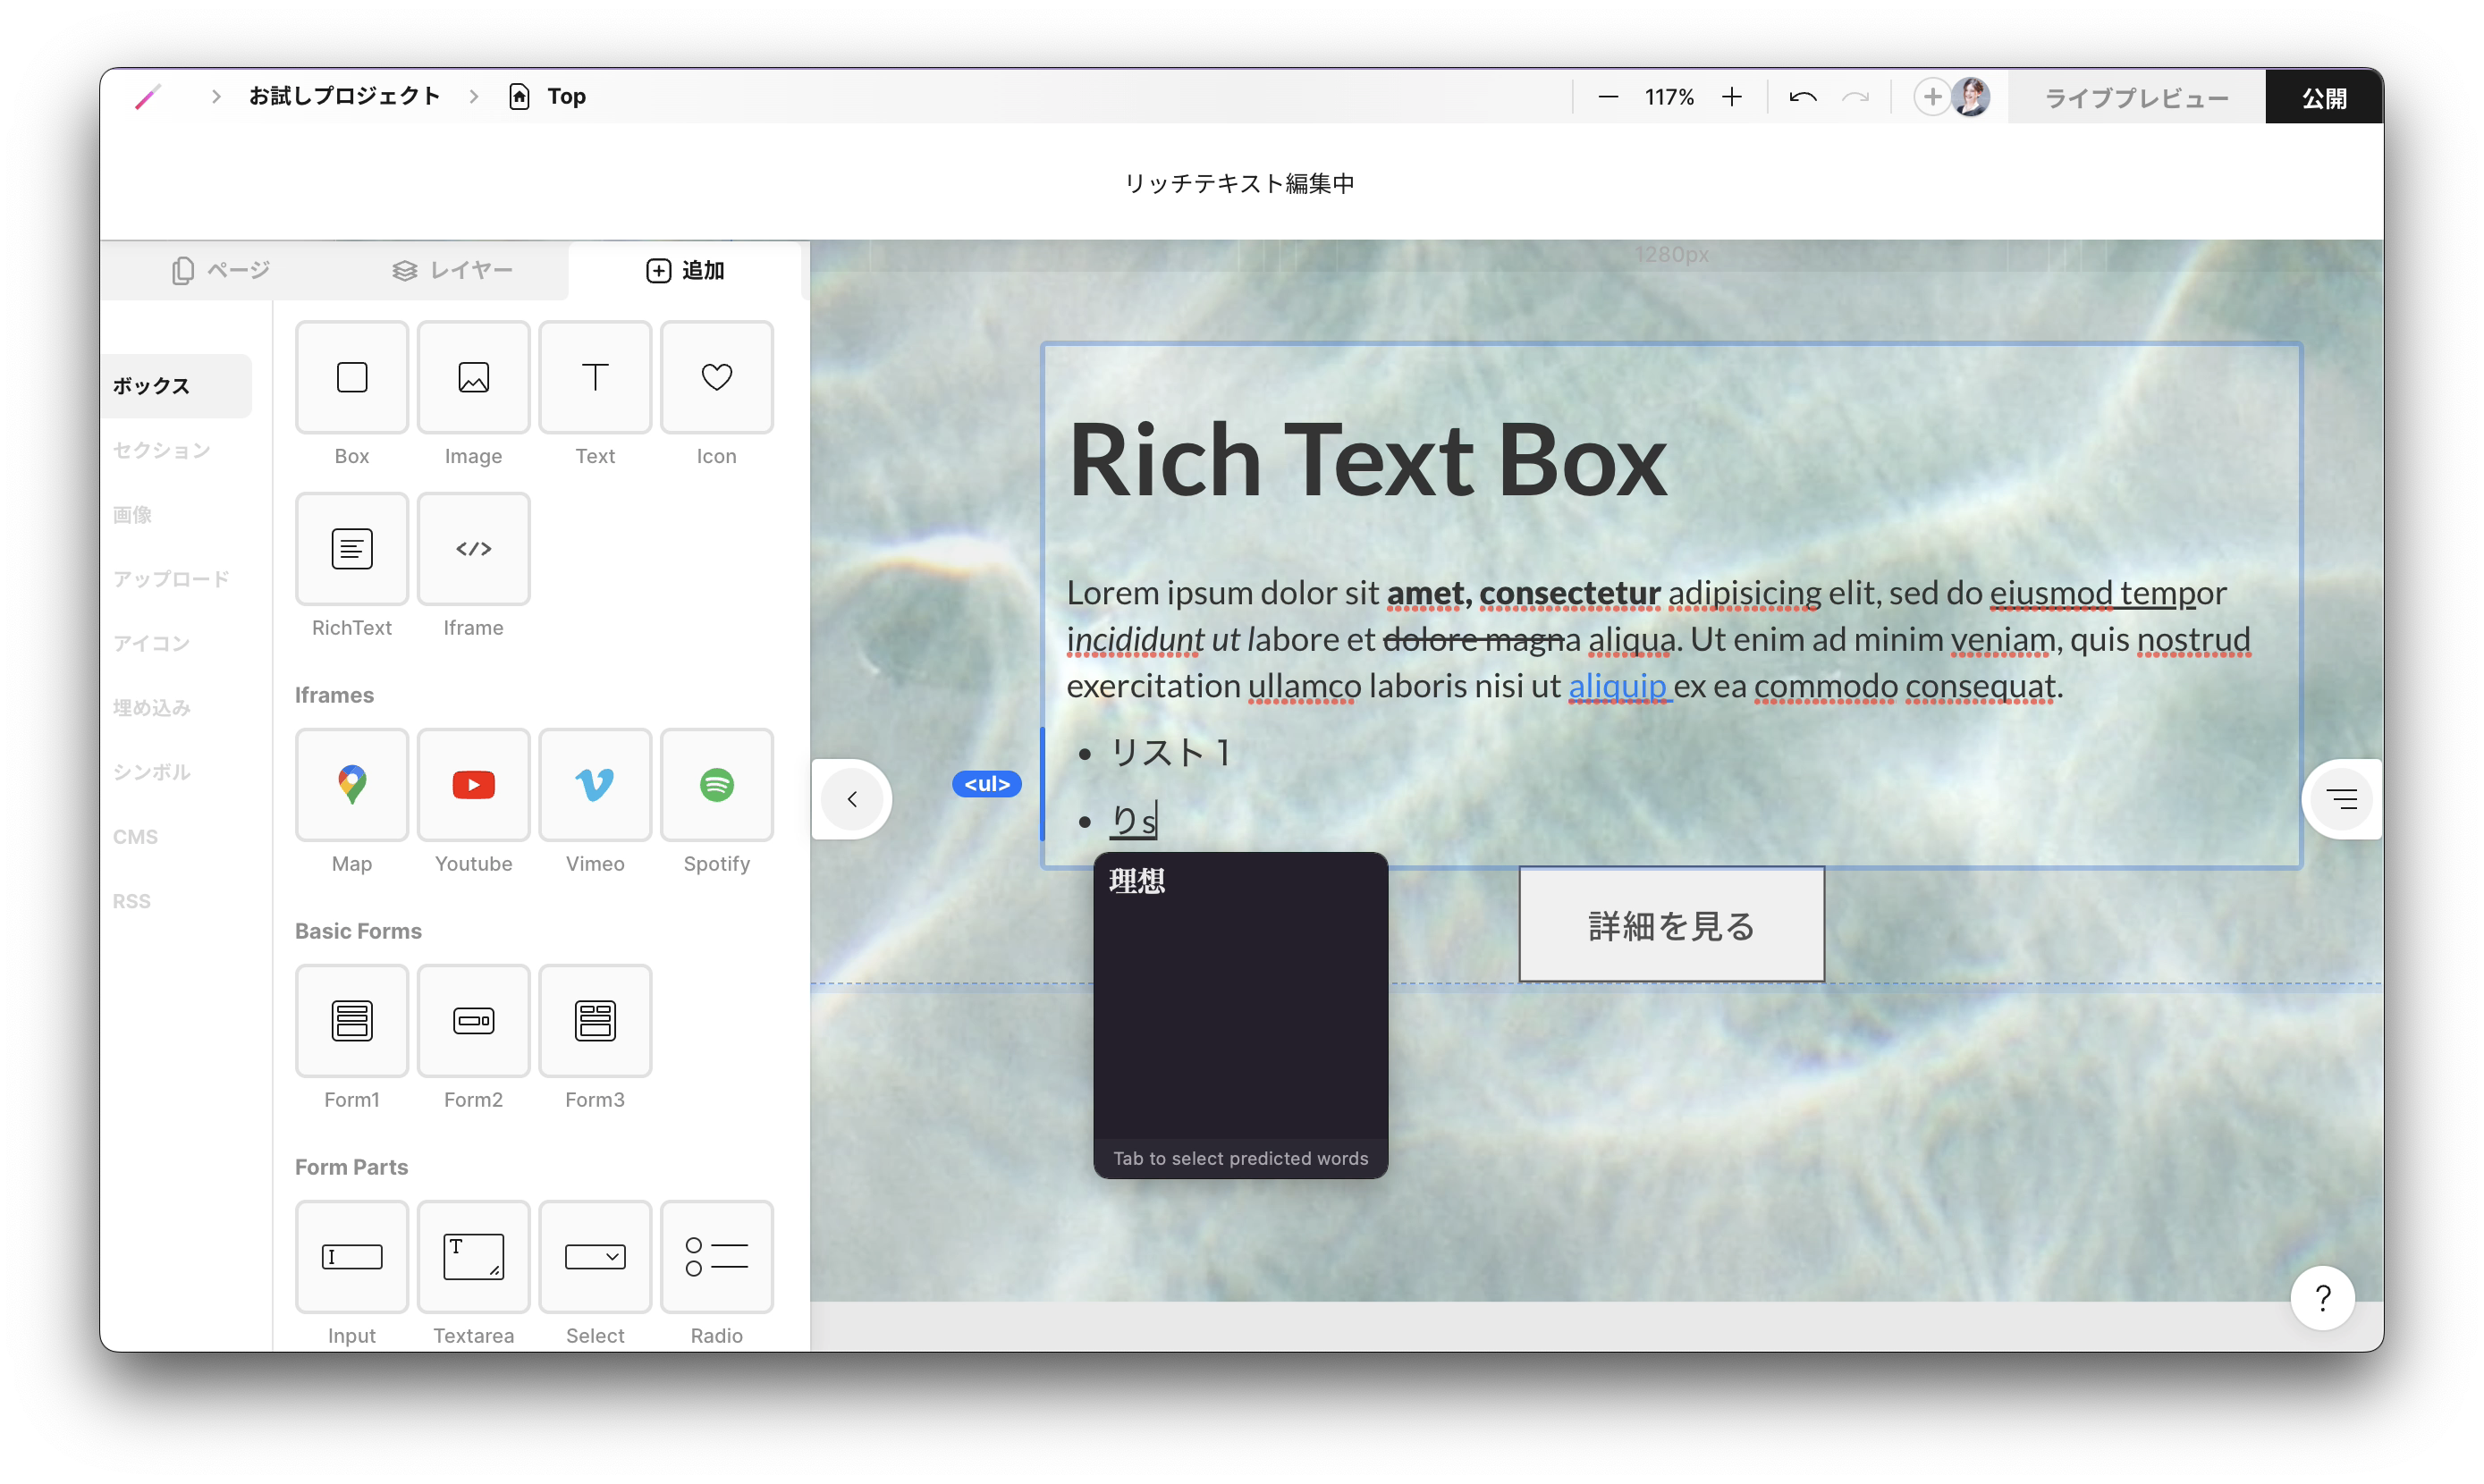 お試しプロジェクト
Top
117%
ライブプレビュー
公開
リッチテキスト編集中
ページ
レイヤー
追加
1280px
ボックス
セクション
画像
アップロード
アイコン
埋め込み
シンボル
CMS
RSS
Box
Image
Text
Icon
RichText
Iframe
Iframes
Map
Youtube
Vimeo
Spotify
Basic Forms
Form1
Form2
Form3
Form Parts
Input
Textarea
Select
Radio
Rich Text Box
Lorem ipsum dolor sit amet, consectetur adipisicing elit, sed do eiusmod tempor
incididunt ut labore et dolore magna aliqua. Ut enim ad minim veniam, quis nostrud
exercitation ullamco laboris nisi ut aliquip ex ea commodo consequat.
<ul>
• リスト 1
• りs
理想
Tab to select predicted words
詳細を見る
?